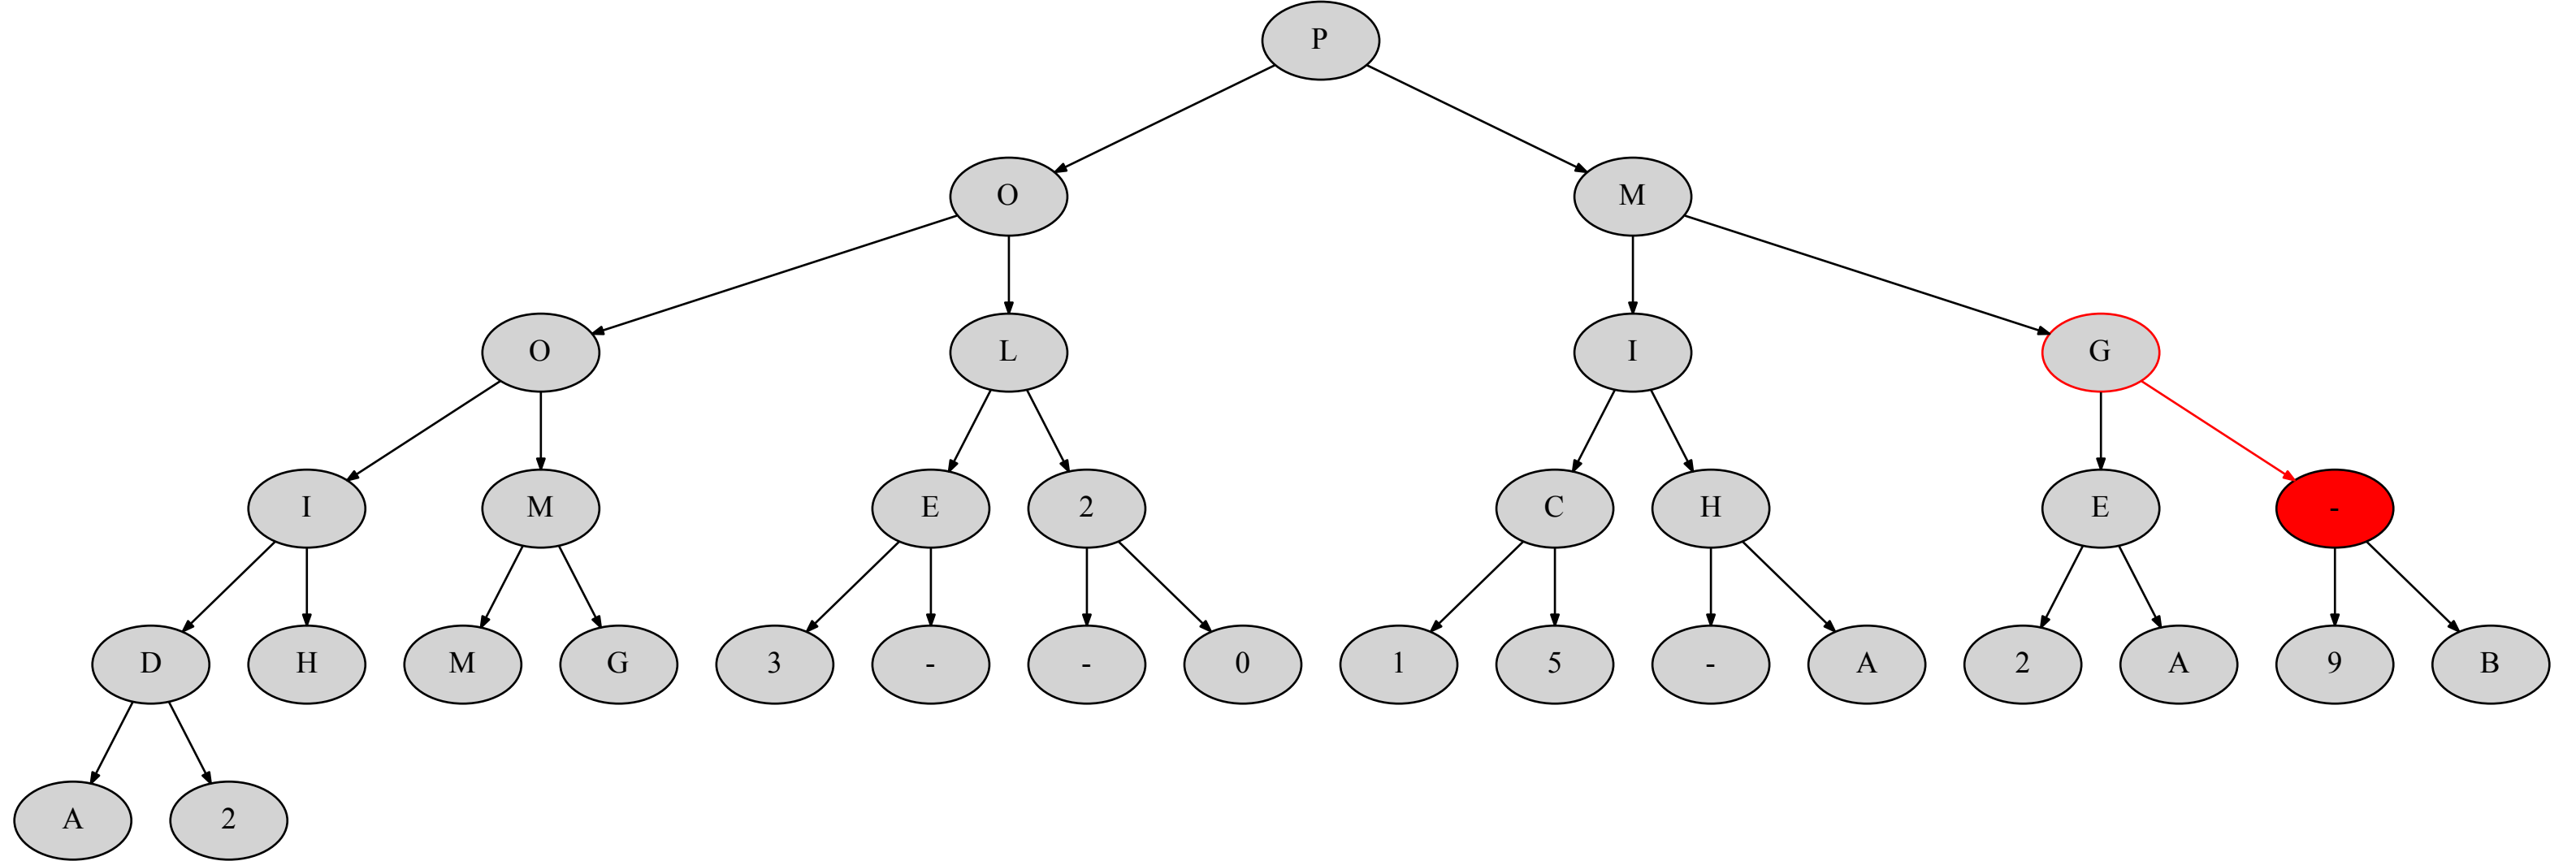 P
O M
O L I G
I M E 2 C H E -
D H M G 3 - - 0 1 5 - A 2 A 9 B
A 2